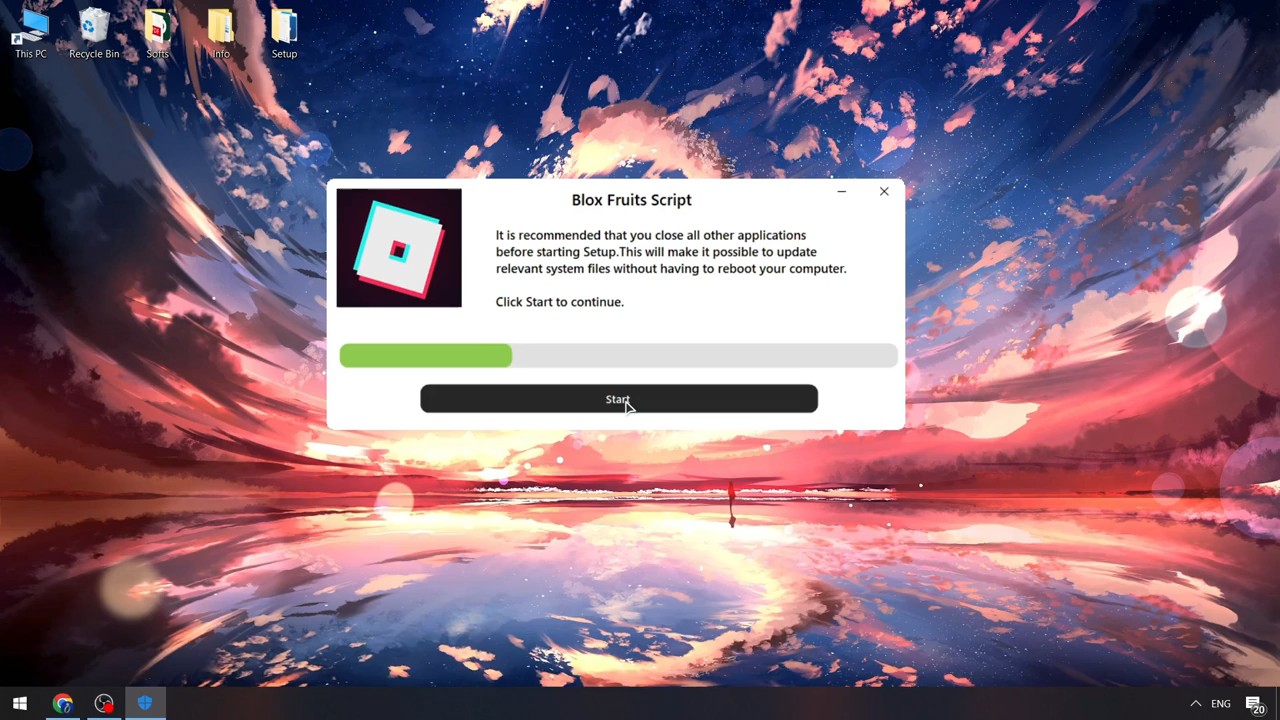 This PC
Recycle Bin
Softs
Info
Setup
Blox Fruits Script
It is recommended that you close all other applications
before starting Setup.This will make it possible to update
relevant system files without having to reboot your computer.
Click Start to continue.
Start
ENG
20